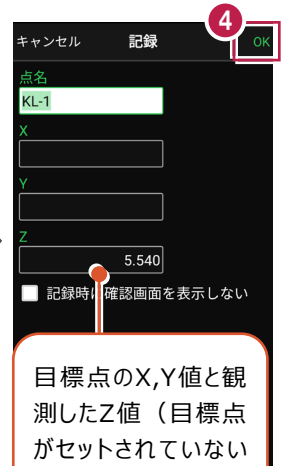 4
キャンセル 記録 OK
点名
KL-1
X
Y
Z
5.540
記録時に確認画面を表示しない
目標点のX,Y値と観
測したZ値（目標点
がセットされていない